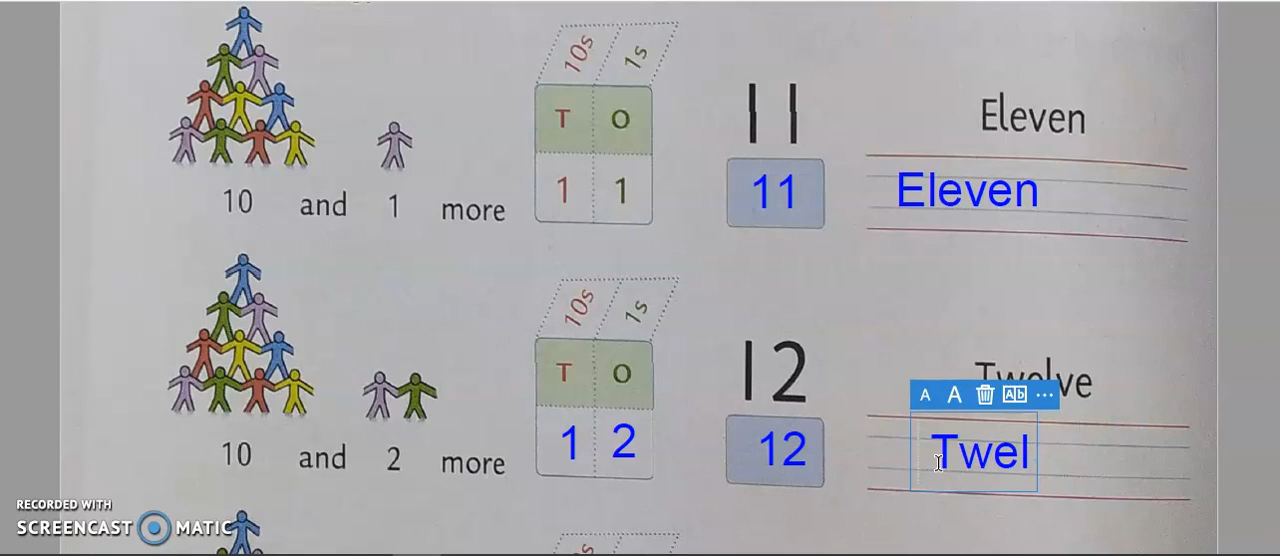 10s 1s
T O
11
Eleven
1 1
11
Eleven
10 and 1 more
10s 1s
T O
12
Twelve
1 2
12
Twel
10 and 2 more
RECORDED WITH
SCREENCAST MATIC